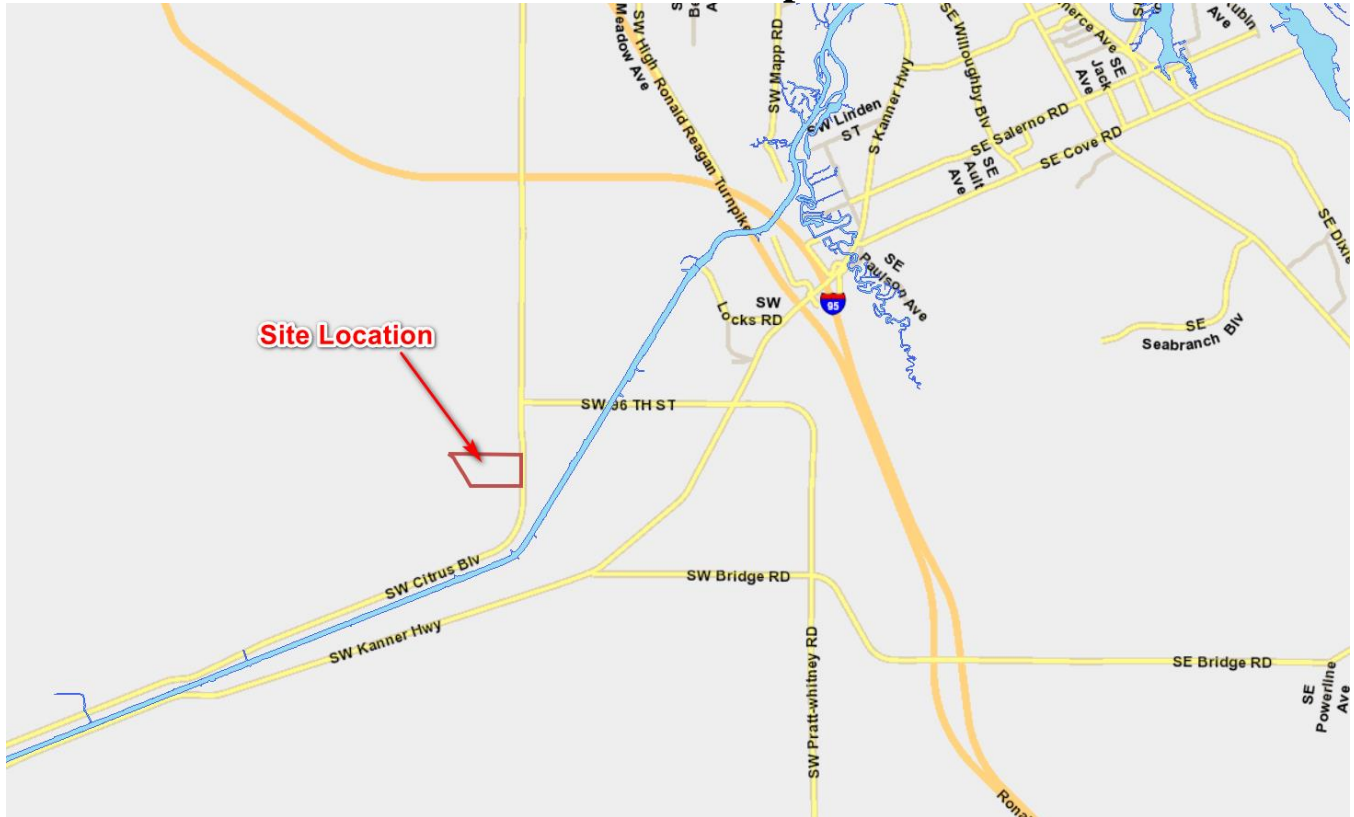 SW High
Meadow Ave
Ronald Reagan Turnpike
SW Mapp RD
SW Linden
ST
S Kanner Hwy
SE Willoughby Blv
SE
Jack
Ave
Ave
SE Salerno RD
SE
Ault
Ave
SE Cove RD
SE Dixie
SE
Paulson Ave
95
SW
Locks RD
SE
Seabranch Blv
Site Location
SW 96 TH ST
SW Citrus Blv
SW Bridge RD
SW Kanner Hwy
SW Pratt-whitney RD
SE Bridge RD
SE
Powerline
Ave